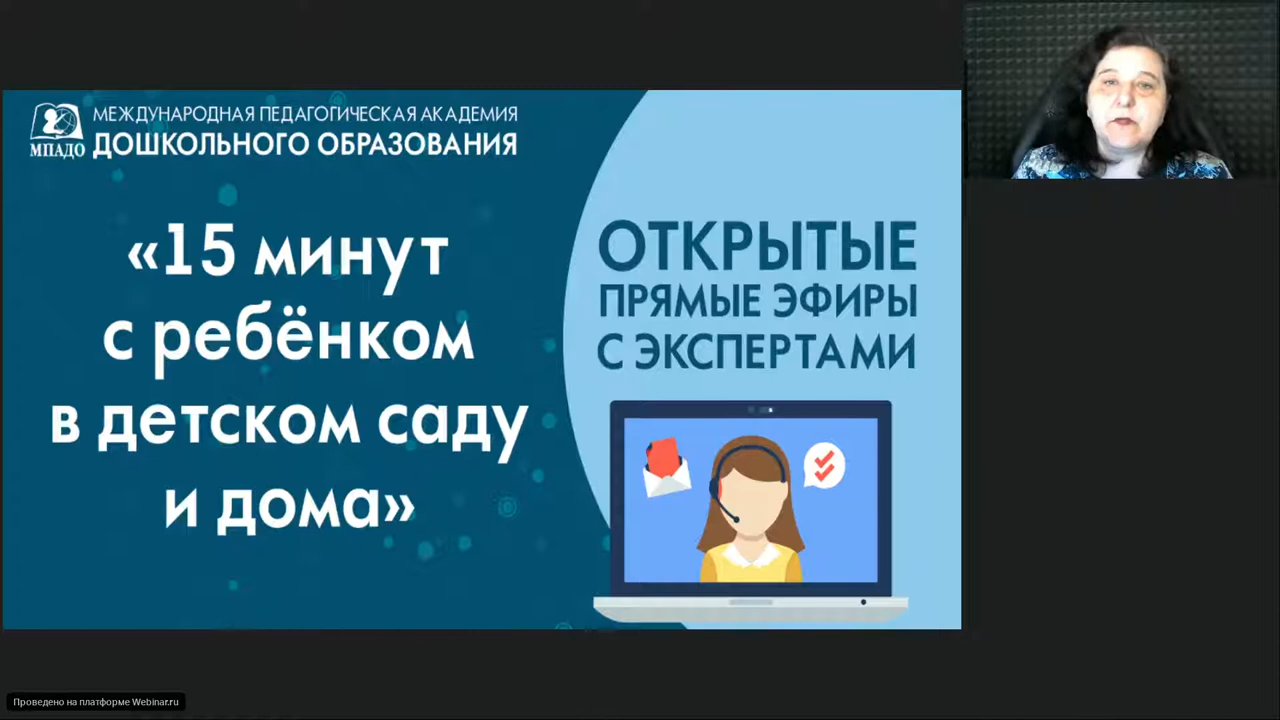 МЕЖДУНАРОДНАЯ ПЕДАГОГИЧЕСКАЯ АКАДЕМИЯ
МПАДО ДОШКОЛЬНОГО ОБРАЗОВАНИЯ
«15 минут
с ребёнком
в детском саду
и дома»
ОТКРЫТЫЕ
ПРЯМЫЕ ЭФИРЫ
С ЭКСПЕРТАМИ
Проведено на платформе Webinar.ru